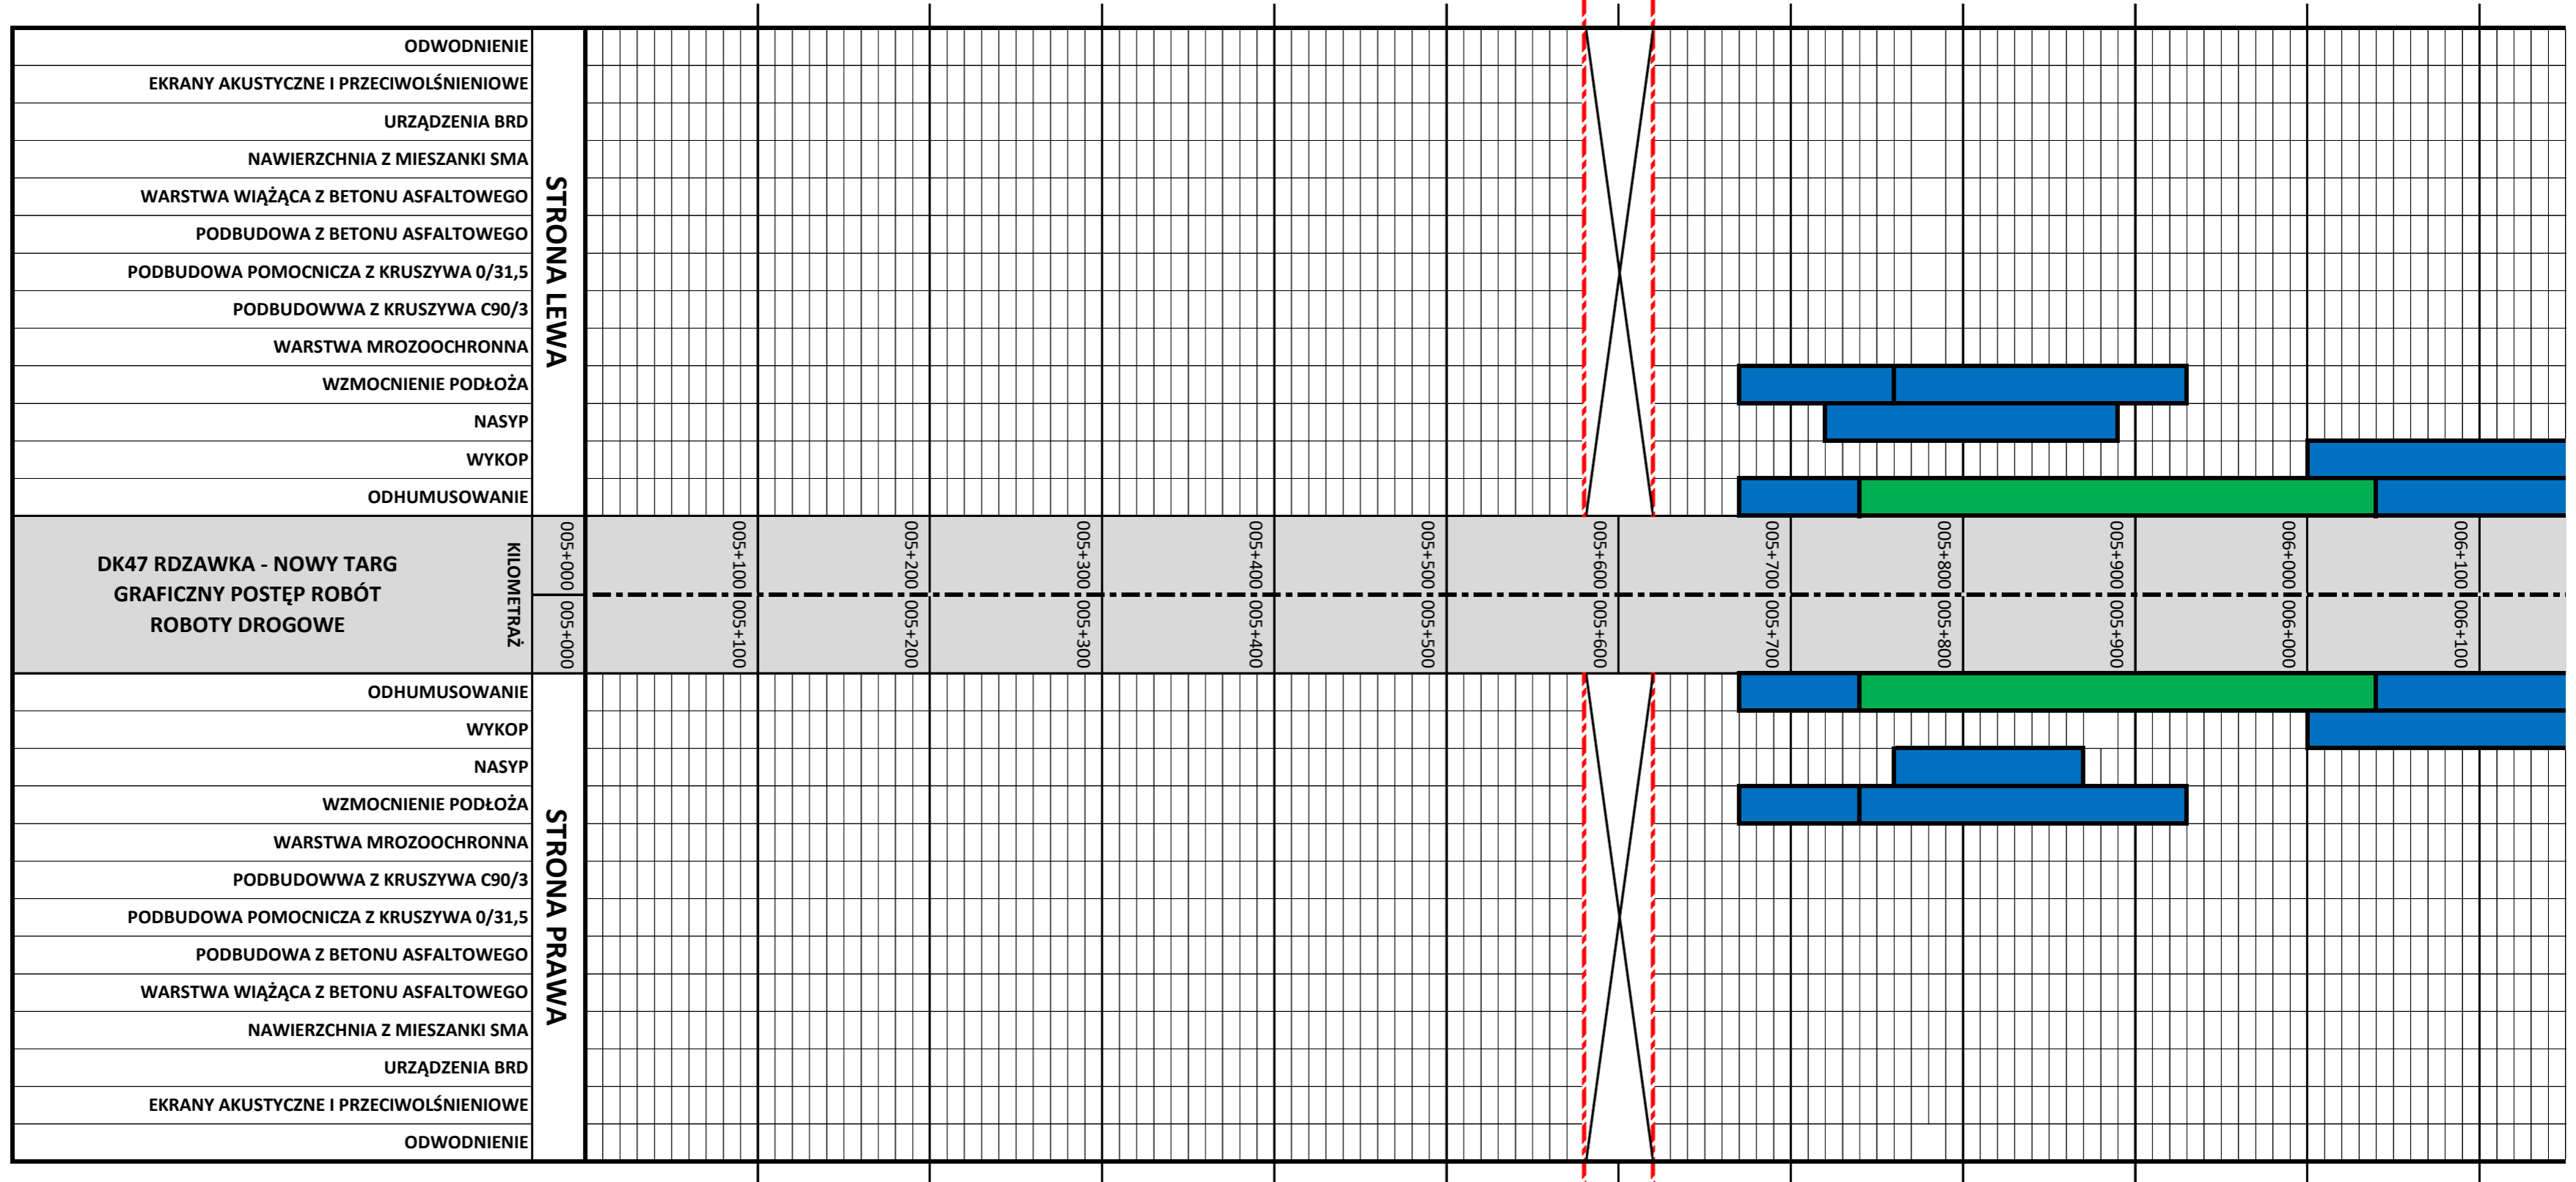 ODWODNIENIE
EKRANY AKUSTYCZNE I PRZECIWOLŚNIENIOWE
URZĄDZENIA BRD
NAWIERZCHNIA Z MIESZANKI SMA
WARSTWA WIĄŻĄCA Z BETONU ASFALTOWEGO
PODBUDOWA Z BETONU ASFALTOWEGO
PODBUDOWA POMOCNICZA Z KRUSZYWA 0/31,5
PODBUDOWWA Z KRUSZYWA C90/3
WARSTWA MROZOOCHRONNA
WZMOCNIENIE PODŁOŻA
NASYP
WYKOP
ODHUMUSOWANIE
STRONA LEWA
DK47 RDZAWKA - NOWY TARG
GRAFICZNY POSTĘP ROBÓT
ROBOTY DROGOWE
KILOMETRAŻ
005+000 005+100 005+200 005+300 005+400 005+500 005+600 005+700 005+800 005+900 006+000 006+100
005+000 005+100 005+200 005+300 005+400 005+500 005+600 005+700 005+800 005+900 006+000 006+100
ODHUMUSOWANIE
WYKOP
NASYP
WZMOCNIENIE PODŁOŻA
WARSTWA MROZOOCHRONNA
PODBUDOWWA Z KRUSZYWA C90/3
PODBUDOWA POMOCNICZA Z KRUSZYWA 0/31,5
PODBUDOWA Z BETONU ASFALTOWEGO
WARSTWA WIĄŻĄCA Z BETONU ASFALTOWEGO
NAWIERZCHNIA Z MIESZANKI SMA
URZĄDZENIA BRD
EKRANY AKUSTYCZNE I PRZECIWOLŚNIENIOWE
ODWODNIENIE
STRONA PRAWA